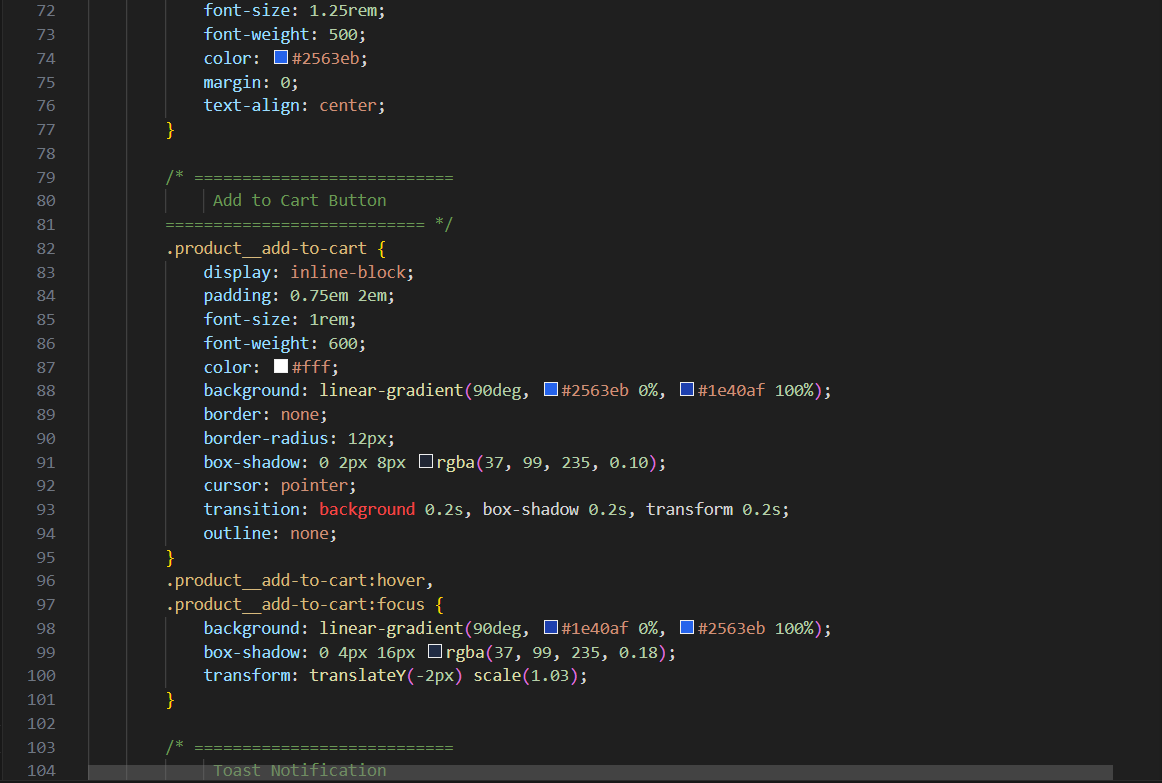 72 font-size: 1.25rem;
73 font-weight: 500;
74 color: #2563eb;
75 margin: 0;
76 text-align: center;
77 }
78
79 /* ===========================
80 Add to Cart Button
81 =========================== */
82 .product__add-to-cart {
83 display: inline-block;
84 padding: 0.75em 2em;
85 font-size: 1rem;
86 font-weight: 600;
87 color: #fff;
88 background: linear-gradient(90deg, #2563eb 0%, #1e40af 100%);
89 border: none;
90 border-radius: 12px;
91 box-shadow: 0 2px 8px rgba(37, 99, 235, 0.10);
92 cursor: pointer;
93 transition: background 0.2s, box-shadow 0.2s, transform 0.2s;
94 outline: none;
95 }
96 .product__add-to-cart:hover,
97 .product__add-to-cart:focus {
98 background: linear-gradient(90deg, #1e40af 0%, #2563eb 100%);
99 box-shadow: 0 4px 16px rgba(37, 99, 235, 0.18);
100 transform: translateY(-2px) scale(1.03);
101 }
102
103 /* ===========================
104 Toast Notification